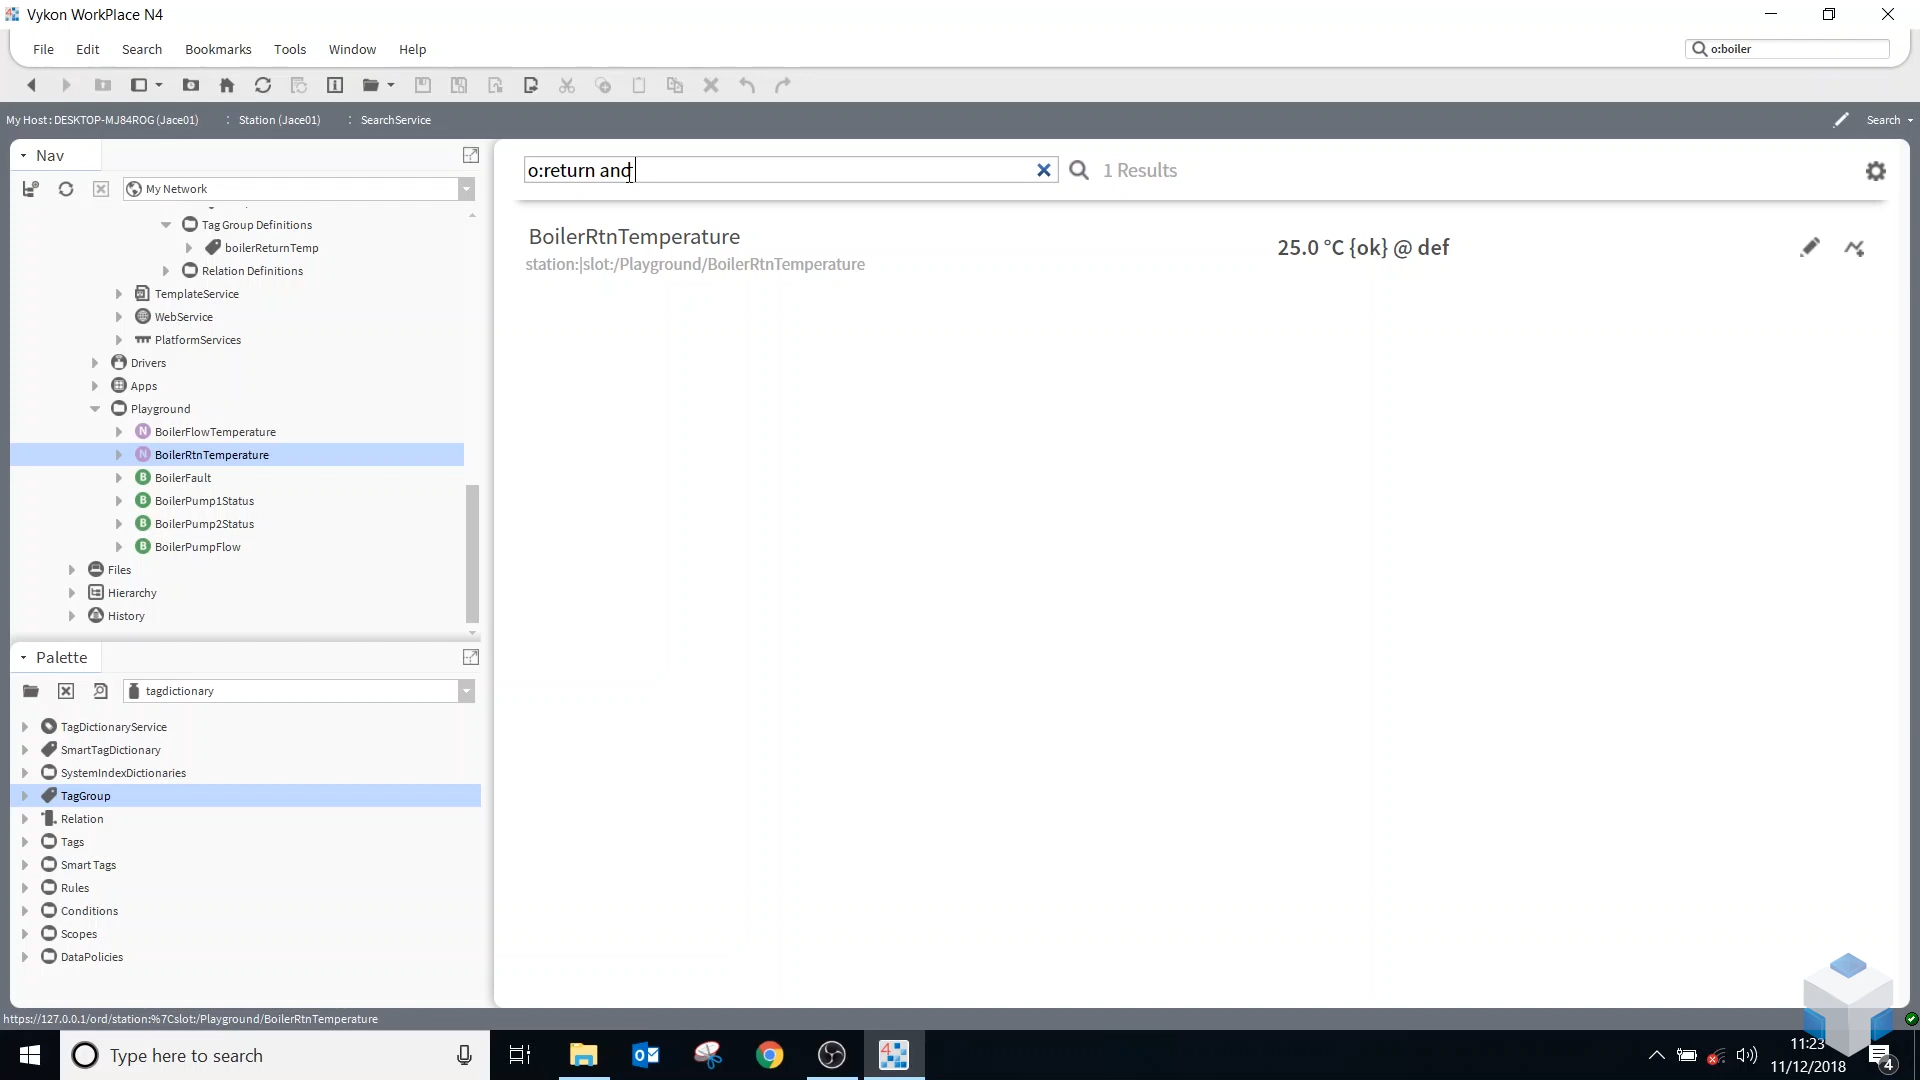 Vykon WorkPlace N4
File Edit Search Bookmarks Tools Window Help
o:boiler
My Host : DESKTOP-MJ84ROG (Jace01) : Station (Jace01) : SearchService
Search
Nav
My Network
Tag Group Definitions
boilerReturnTemp
Relation Definitions
TemplateService
WebService
PlatformServices
Drivers
Apps
Playground
BoilerFlowTemperature
BoilerRtnTemperature
BoilerFault
BoilerPump1Status
BoilerPump2Status
BoilerPumpFlow
Files
Hierarchy
History
Palette
tagdictionary
TagDictionaryService
SmartTagDictionary
SystemIndexDictionaries
TagGroup
Relation
Tags
Smart Tags
Rules
Conditions
Scopes
DataPolicies
o:return and
1 Results
BoilerRtnTemperature
station:|slot:/Playground/BoilerRtnTemperature
25.0 °C {ok} @ def
https://127.0.0.1/ord/station:%7Cslot:/Playground/BoilerRtnTemperature
Type here to search
11:23
11/12/2018
4